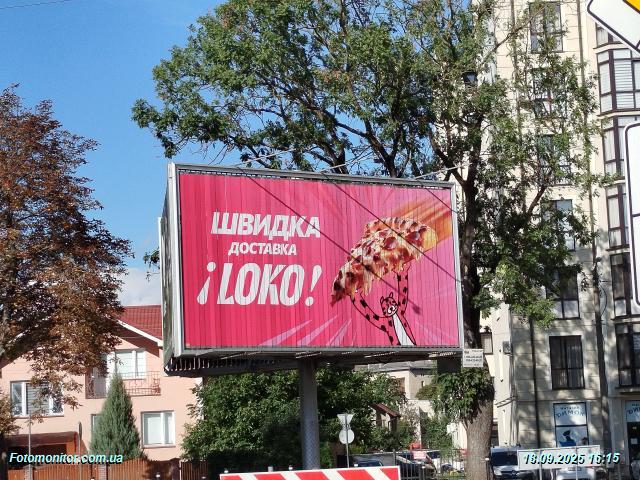 ШВИДКА
ДОСТАВКА
¡LOKO!
Fotomonitor.com.ua
18.09.2025 16:15